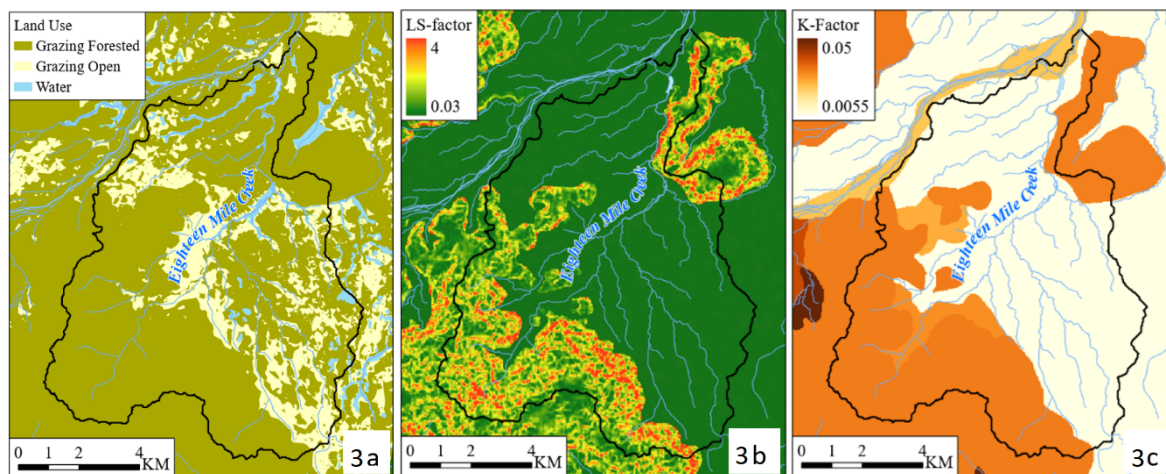 Land Use
Grazing Forested
Grazing Open
Water
Eighteen Mile Creek
0 1 2 4
KM
3a
LS-factor
4
0.03
Eighteen Mile Creek
0 1 2 4
KM
3b
K-Factor
0.05
0.0055
Eighteen Mile Creek
0 1 2 4
KM
3c